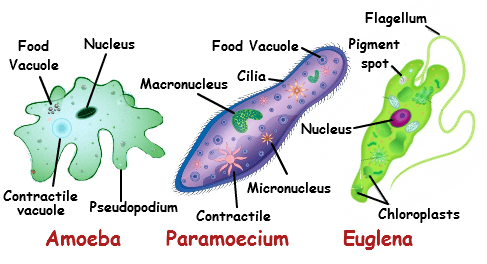 Food
Vacuole
Nucleus
Contractile
vacuole
Pseudopodium
Amoeba
Food Vacuole
Cilia
Macronucleus
Micronucleus
Contractile
Paramoecium
Flagellum
Pigment
spot
Nucleus
Chloroplasts
Euglena